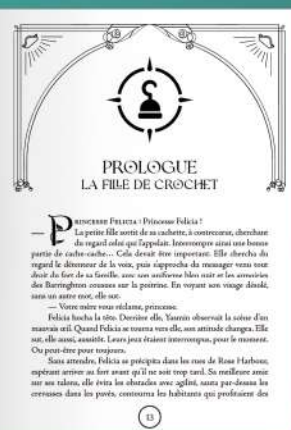 PROLOGUE
LA FILLE DE CROCHET
— PRINCESSE FELICIA ! Princesse Felicia !
La petite fille sortit de sa cachette, à contrecœur, cherchant
du regard celui qui l'appelait. Interrompre ainsi une bonne
partie de cache-cache... Cela devait être important. Elle chercha du
regard le détenteur de la voix, puis s'approcha du messager venu tout
droit du fort de sa famille, avec son uniforme bleu nuit et les armoiries
des Barrington cousues sur la poitrine. En voyant son visage désolé,
sans un autre mot, elle sut.
— Votre mère vous réclame, princesse.
Felicia hocha la tête. Derrière elle, Yasmin observait la scène d'un
mauvais œil. Quand Felicia se tourna vers elle, son attitude changea. Elle
sut, elle aussi, aussitôt. Leurs jeux étaient interrompus, pour le moment.
Ou peut-être pour toujours.
Sans attendre, Felicia se précipita dans les rues de Rose Harbour,
espérant arriver au fort avant qu'il ne soit trop tard. Sa meilleure amie
sur ses talons, elle évita les obstacles avec agilité, sauta par-dessus les
crevasses dans les pavés, contourna les habitants qui profitaient des
13